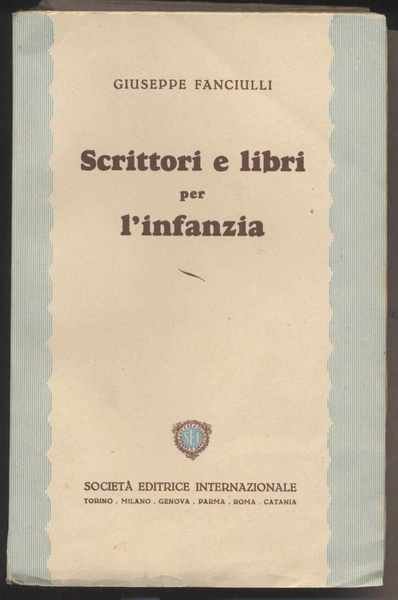 GIUSEPPE FANCIULLI
Scrittori e libri
per
l'infanzia
SOCIETÀ EDITRICE INTERNAZIONALE
TORINO . MILANO . GENOVA . PARMA . ROMA . CATANIA